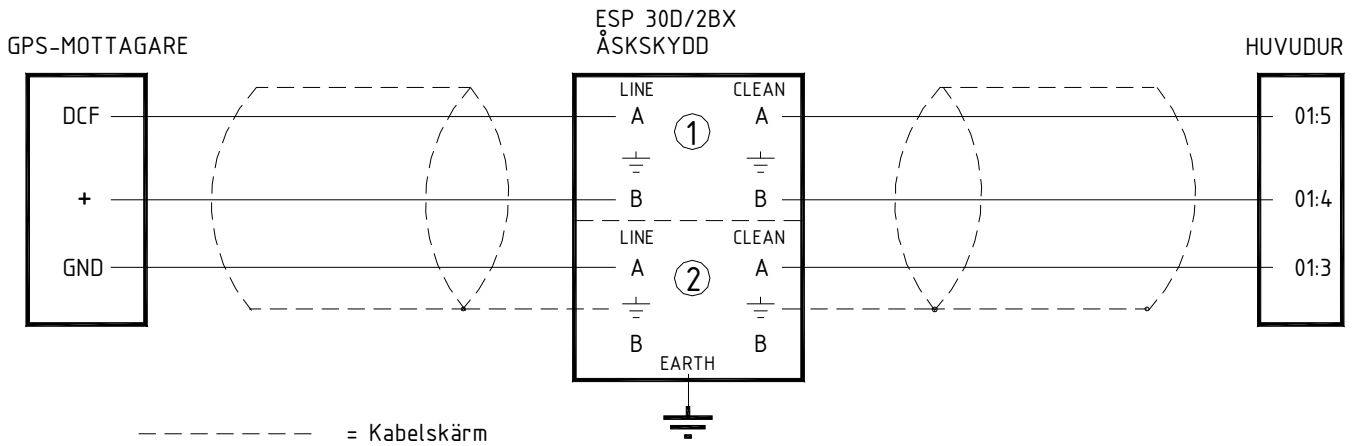 ESP 30D/2BX
GPS-MOTTAGARE
ÅSKSKYDD
HUVUDUR
LINE CLEAN
DCF A 1 A 01:5
+ B B 01:4
LINE CLEAN
GND A 2 A 01:3
B B
EARTH
= Kabelskärm